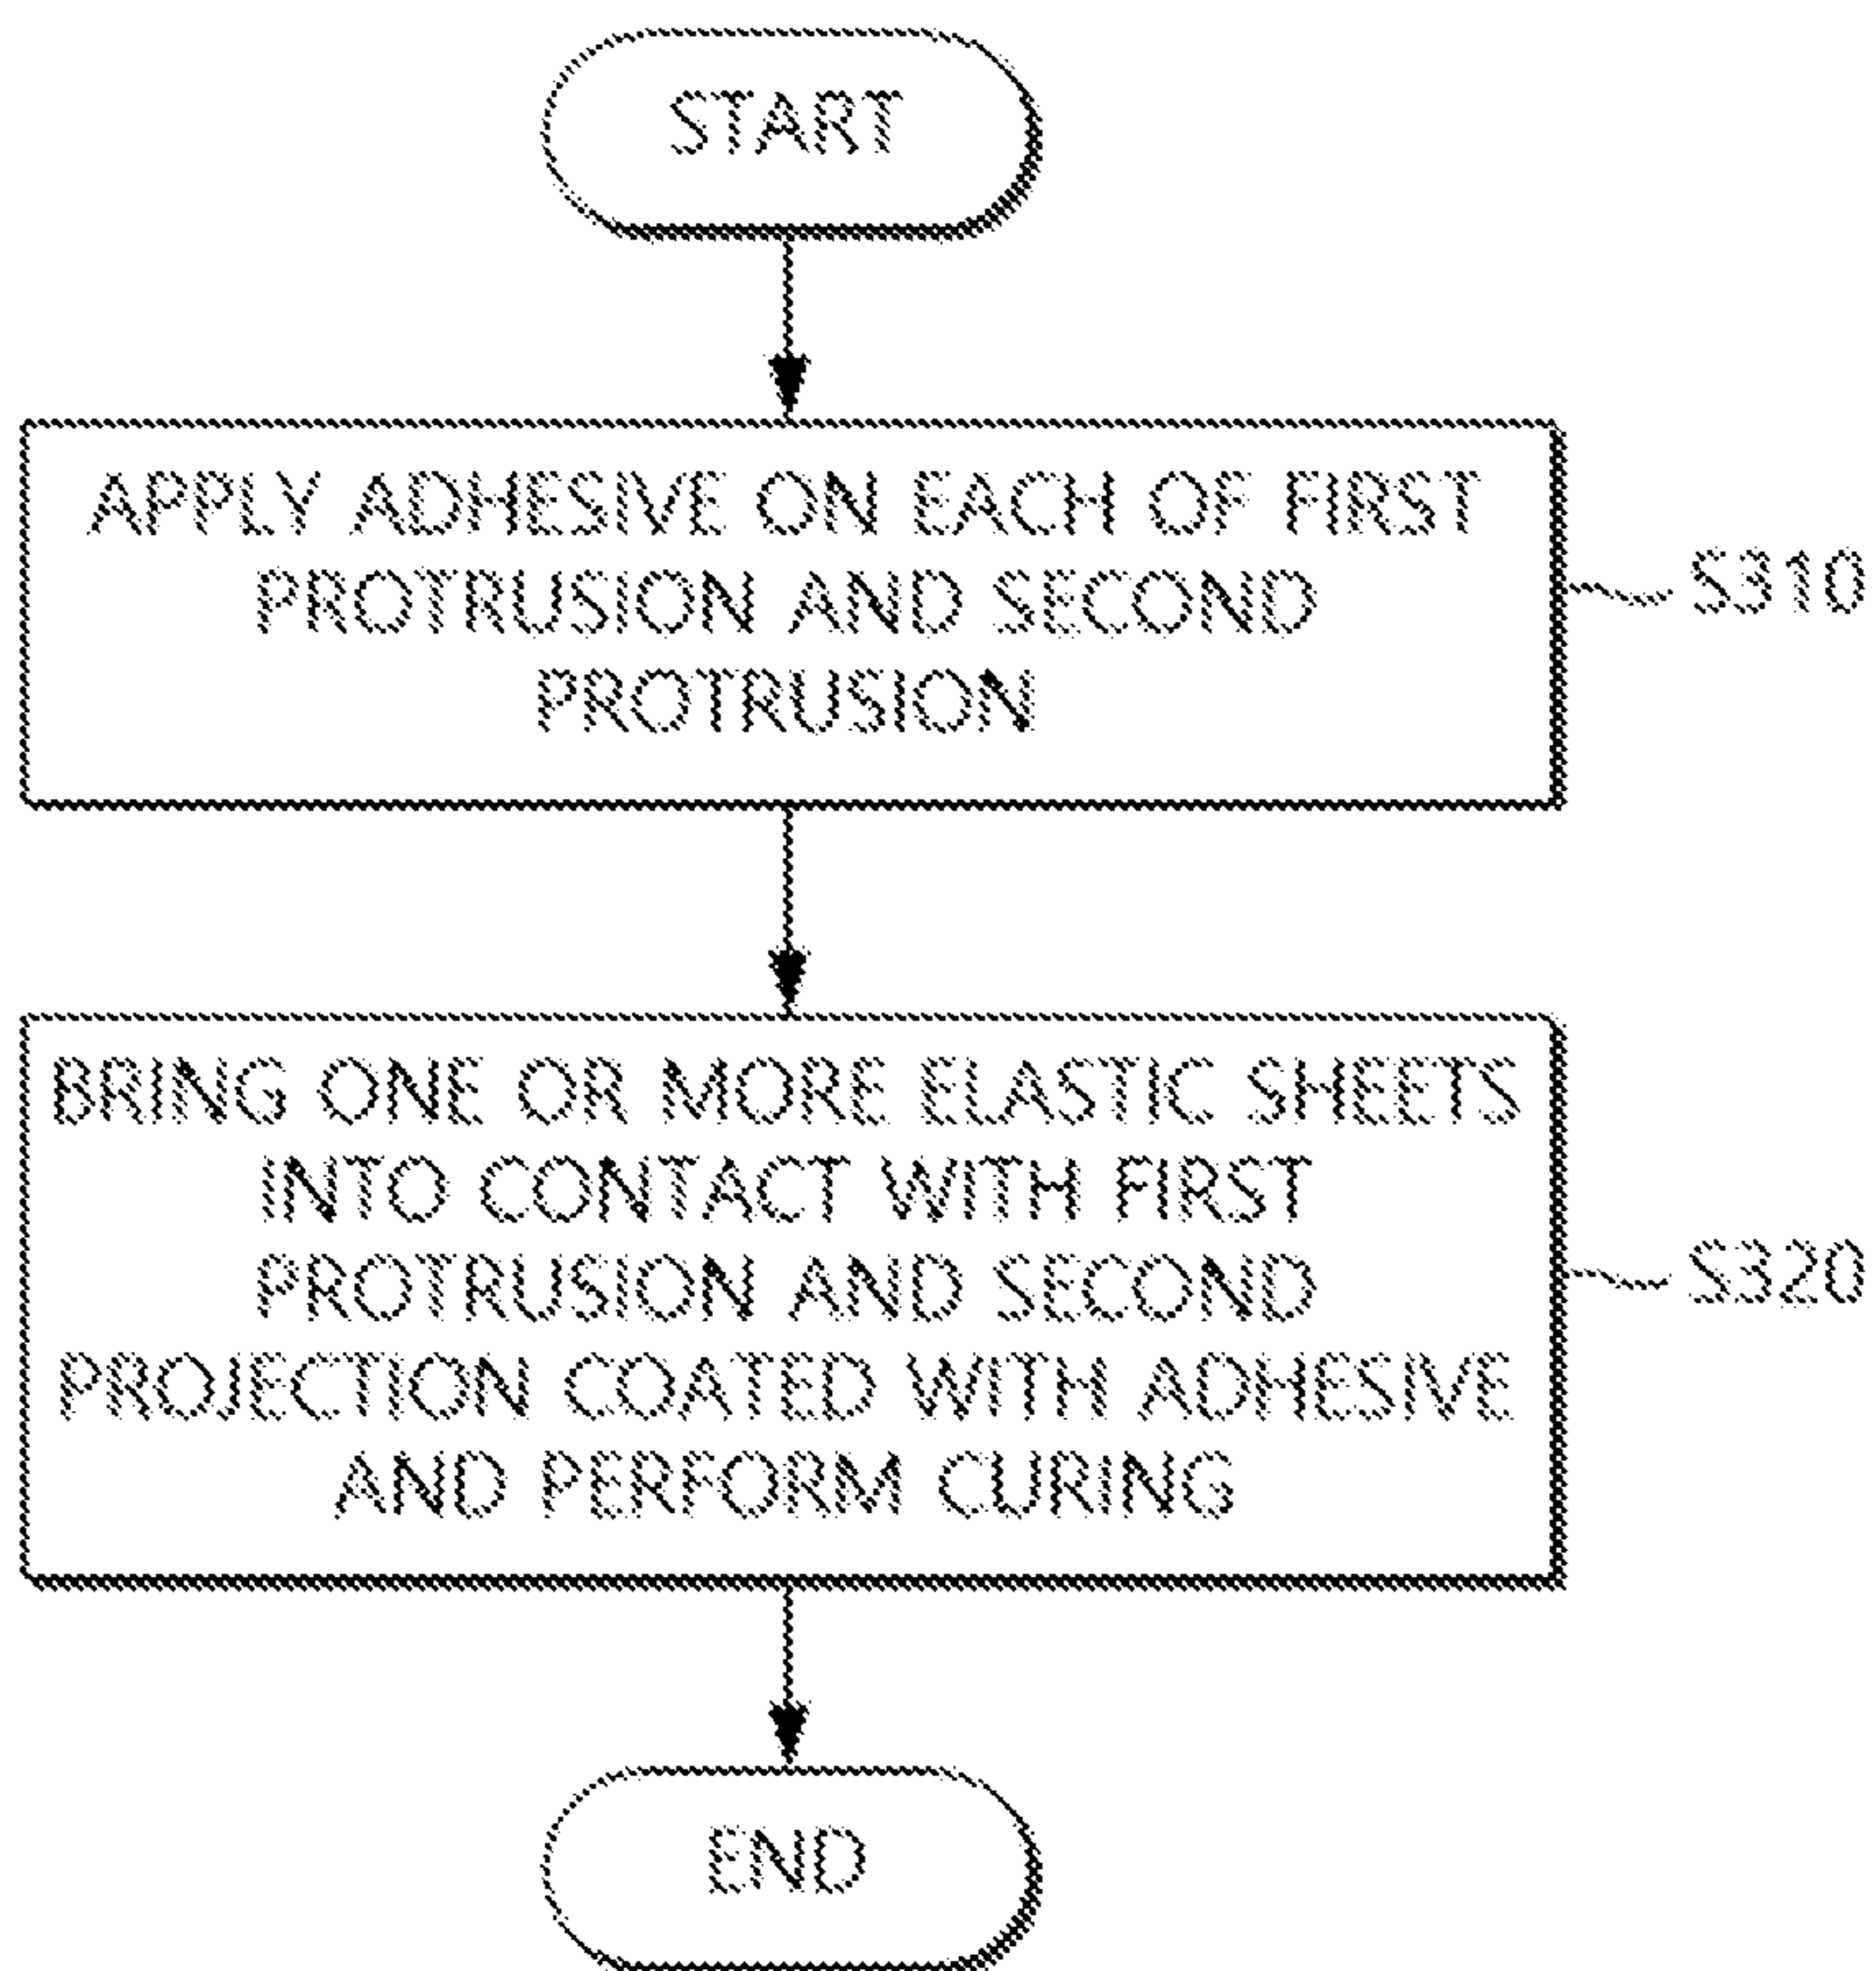 START
APPLY ADHESIVE ON EACH OF FIRST
PROTRUSION AND SECOND
PROTRUSION
S310
BRING ONE OR MORE ELASTIC SHEETS
INTO CONTACT WITH FIRST
PROTRUSION AND SECOND
PROJECTION COATED WITH ADHESIVE
AND PERFORM CURING
S320
END